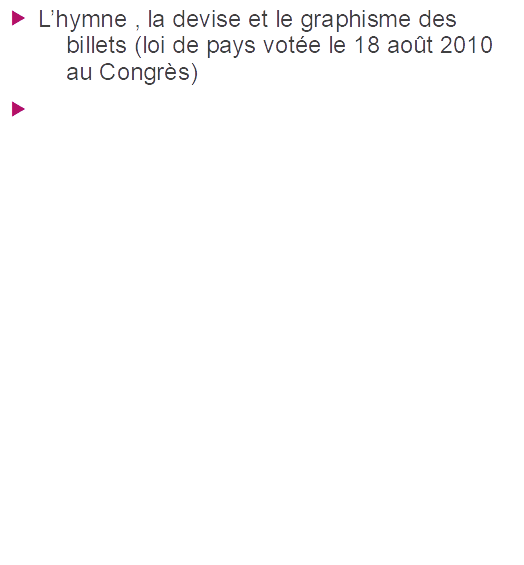 L’hymne , la devise et le graphisme des
billets (loi de pays votée le 18 août 2010
au Congrès)